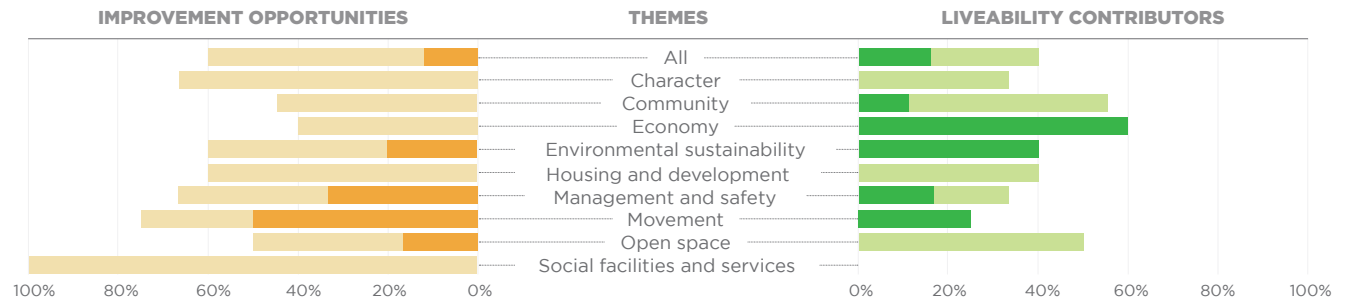 IMPROVEMENT OPPORTUNITIES THEMES LIVEABILITY CONTRIBUTORS
All
Character
Community
Economy
Environmental sustainability
Housing and development
Management and safety
Movement
Open space
Social facilities and services
100% 80% 60% 40% 20% 0% 0% 20% 40% 60% 80% 100%